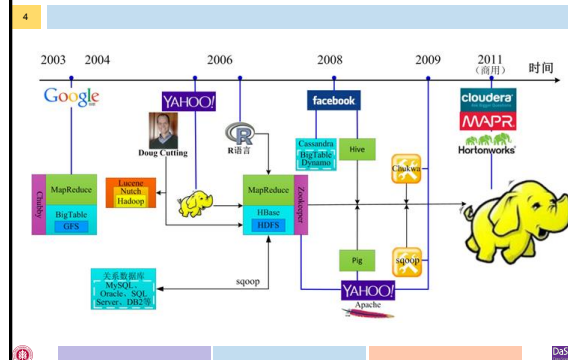 4
2003
2004
2006
2008
2009
2011
(商用)
时间
Google
YAHOO!
facebook
cloudera
MAPR
Hortonworks
Doug Cutting
R
R语言
Cassandra
BigTable
Dynamo
Hive
Chukwa
Chubby
MapReduce
BigTable
GFS
Lucene
Nutch
Hadoop
MapReduce
HBase
HDFS
Zookeeper
关系数据库
MySQL、
Oracle、SQL
Server、DB2等
sqoop
Pig
sqoop
YAHOO!
Apache
DaS